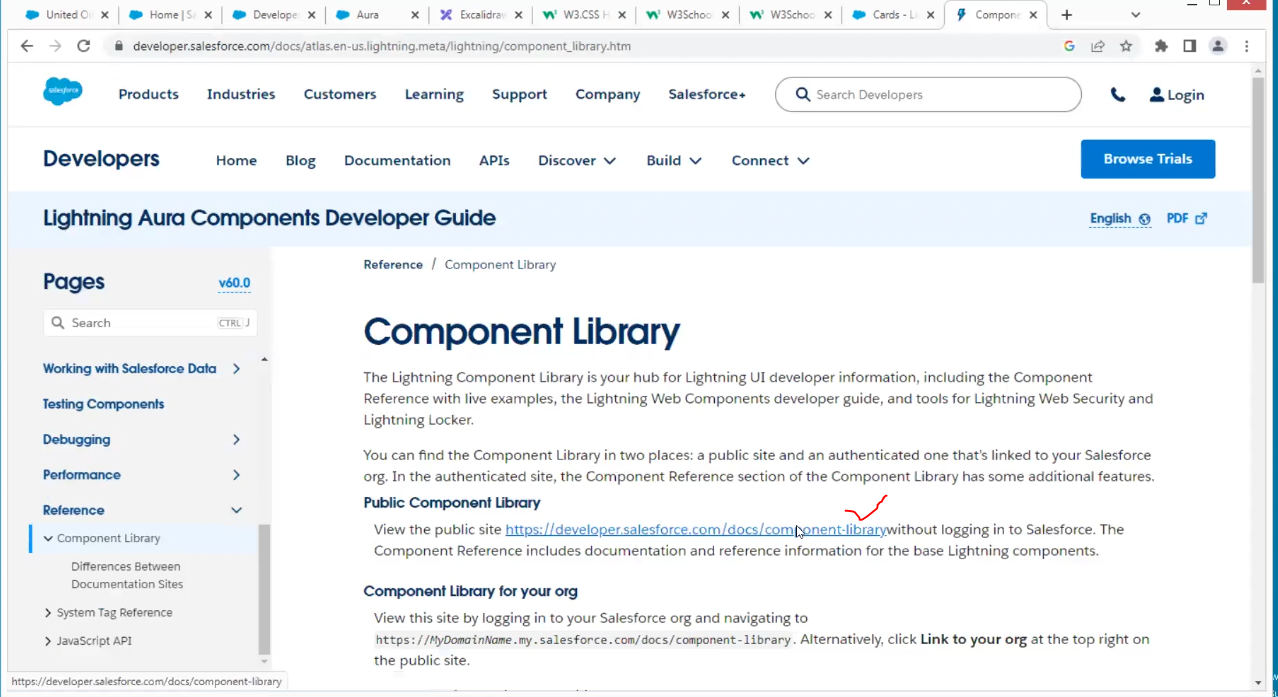 United O
Home | S
Develope
Aura
Excalidra
W3.CSS H
W3Schoo
W3Schoo
Cards - L
Compone
developer.salesforce.com/docs/atlas.en-us.lightning.meta/lightning/component_library.htm
salesforce
Products
Industries
Customers
Learning
Support
Company
Salesforce+
Search Developers
Login
Developers
Home
Blog
Documentation
APIs
Discover
Build
Connect
Browse Trials
Lightning Aura Components Developer Guide
English
PDF
Pages
v60.0
Search
CTRL J
Working with Salesforce Data
Testing Components
Debugging
Performance
Reference
Component Library
Differences Between
Documentation Sites
System Tag Reference
JavaScript API
Reference / Component Library
Component Library
The Lightning Component Library is your hub for Lightning UI developer information, including the Component
Reference with live examples, the Lightning Web Components developer guide, and tools for Lightning Web Security and
Lightning Locker.
You can find the Component Library in two places: a public site and an authenticated one that's linked to your Salesforce
org. In the authenticated site, the Component Reference section of the Component Library has some additional features.
Public Component Library
View the public site https://developer.salesforce.com/docs/component-librarywithout logging in to Salesforce. The
Component Reference includes documentation and reference information for the base Lightning components.
Component Library for your org
View this site by logging in to your Salesforce org and navigating to
https://MyDomainName.my.salesforce.com/docs/component-library. Alternatively, click Link to your org at the top right on
the public site.
https://developer.salesforce.com/docs/component-library